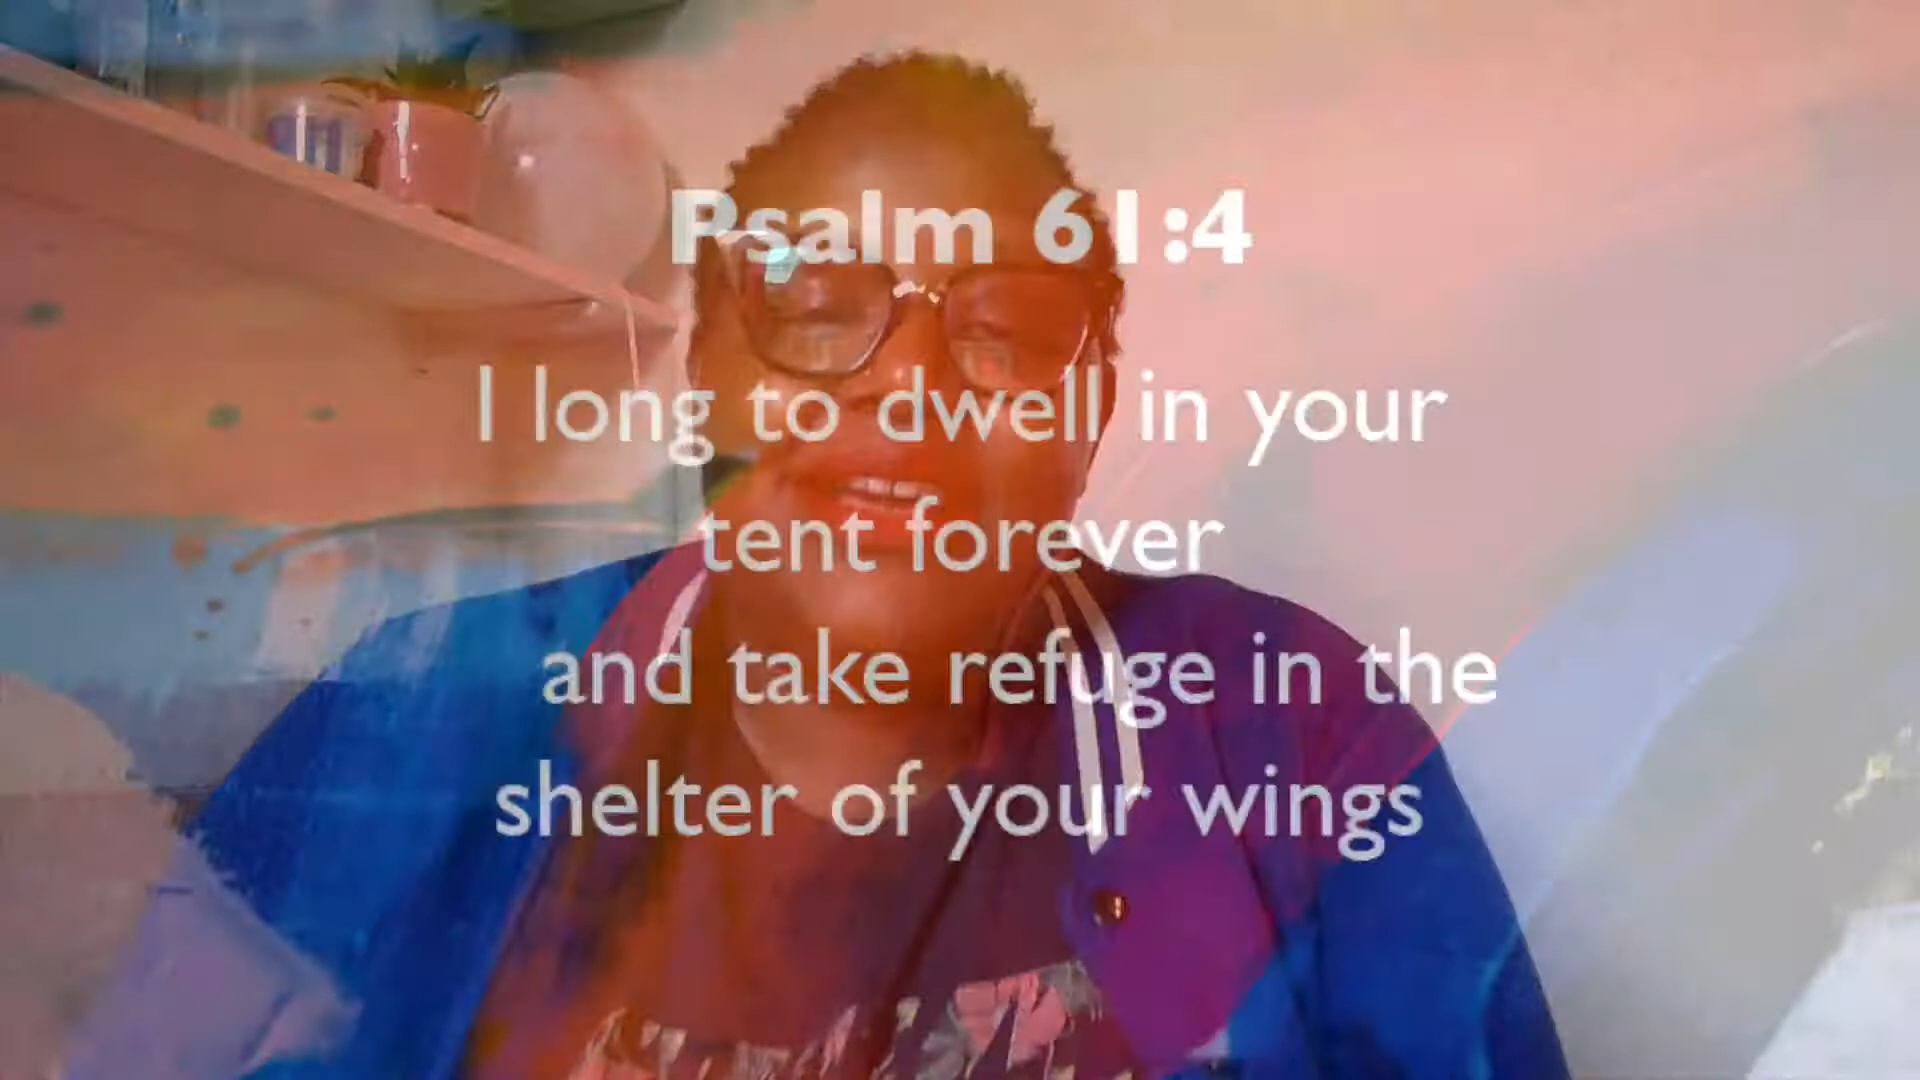 Psalm 61:4
I long to dwell in your
tent forever
and take refuge in the
shelter of your wings